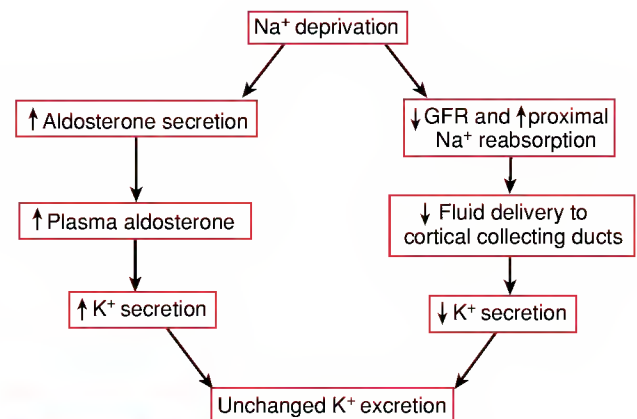 Na⁺ deprivation
↑ Aldosterone secretion
↓ GFR and ↑ proximal
Na⁺ reabsorption
↑ Plasma aldosterone
↓ Fluid delivery to
cortical collecting ducts
↑ K⁺ secretion
↓ K⁺ secretion
Unchanged K⁺ excretion